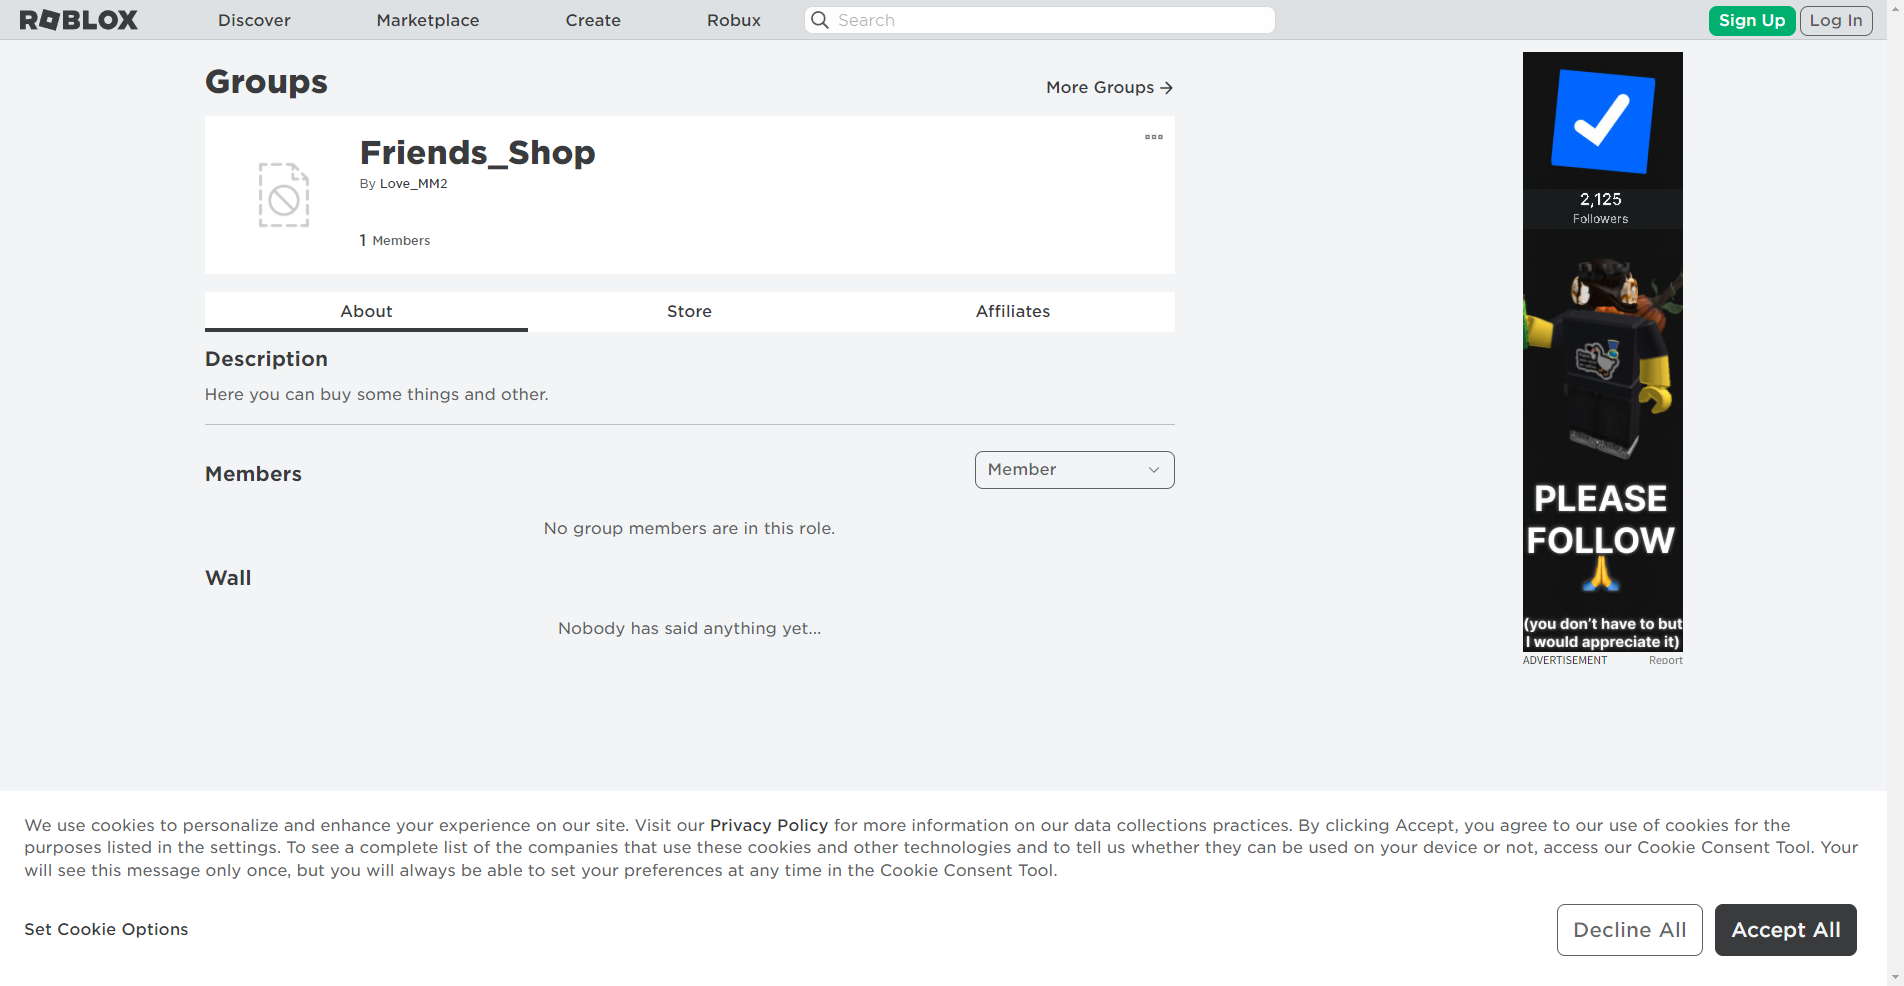 ROBLOX
Discover
Marketplace
Create
Robux
Search
Sign Up
Log In
Groups
More Groups
Friends_Shop
By Love_MM2
1 Members
About
Store
Affiliates
Description
Here you can buy some things and other.
Members
Member
No group members are in this role.
Wall
Nobody has said anything yet...
2,125
Followers
PLEASE
FOLLOW
(you don't have to but
I would appreciate it)
ADVERTISEMENT
Report
We use cookies to personalize and enhance your experience on our site. Visit our Privacy Policy for more information on our data collections practices. By clicking Accept, you agree to our use of cookies for the
purposes listed in the settings. To see a complete list of the companies that use these cookies and other technologies and to tell us whether they can be used on your device or not, access our Cookie Consent Tool. Your
will see this message only once, but you will always be able to set your preferences at any time in the Cookie Consent Tool.
Set Cookie Options
Decline All
Accept All